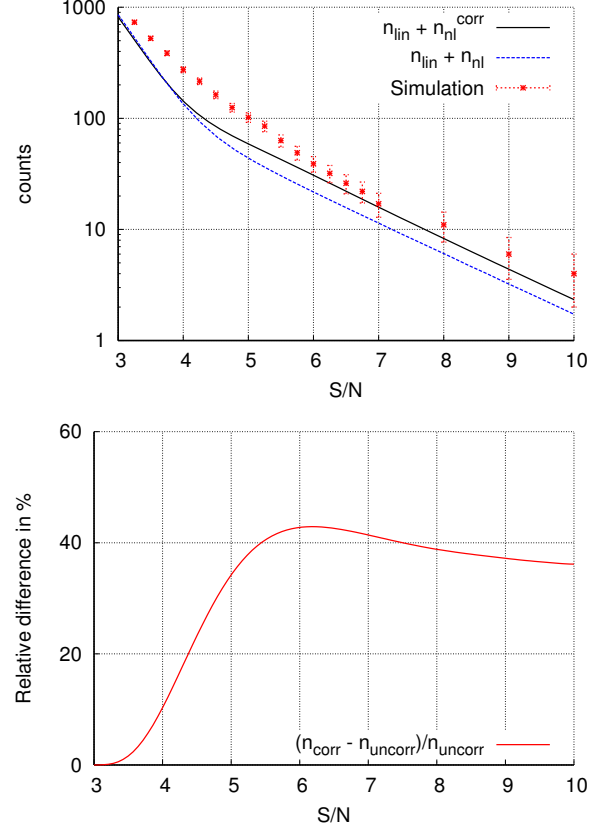 1000
100
10
1
counts
n_lin + n_nl^corr
n_lin + n_nl
Simulation
3 4 5 6 7 8 9 10
S/N
60
40
20
0
Relative difference in %
(n_corr - n_uncorr)/n_uncorr
3 4 5 6 7 8 9 10
S/N